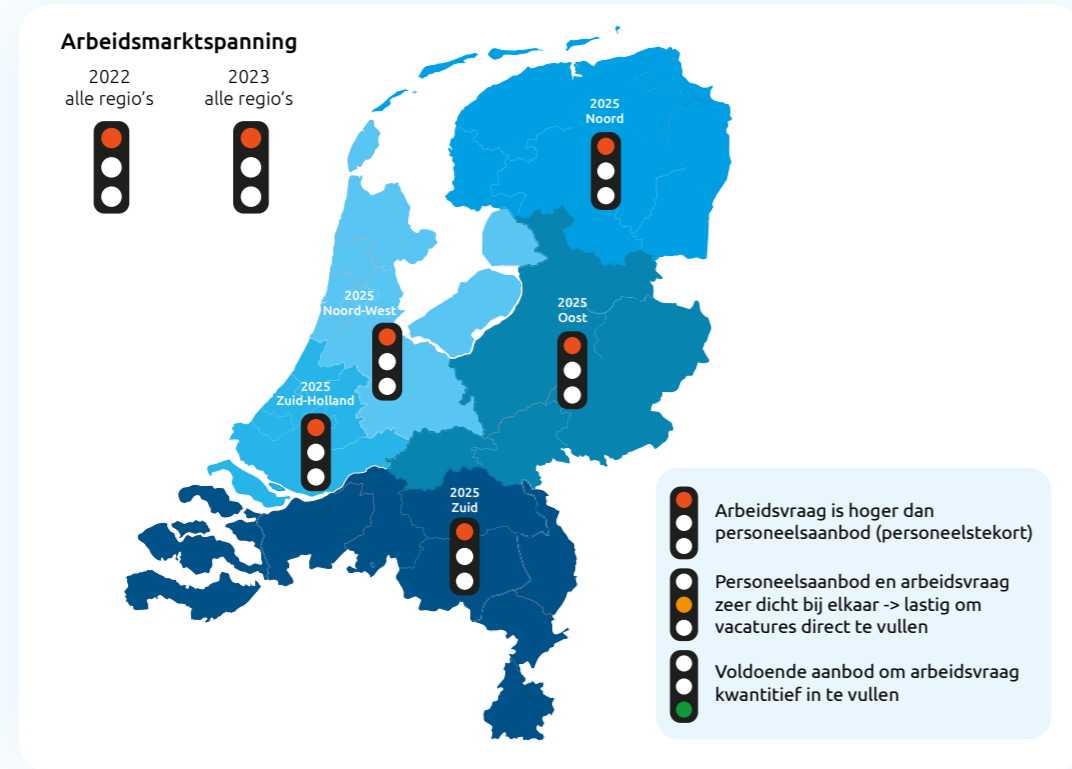 Arbeidsmarktspanning
2022
alle regio's
2023
alle regio's
2025
Noord
2025
Noord-West
2025
Oost
2025
Zuid-Holland
2025
Zuid
Arbeidsvraag is hoger dan
personeelsaanbod (personeelstekort)
Personeelsaanbod en arbeidsvraag
zeer dicht bij elkaar -> lastig om
vacatures direct te vullen
Voldoende aanbod om arbeidsvraag
kwantitief in te vullen